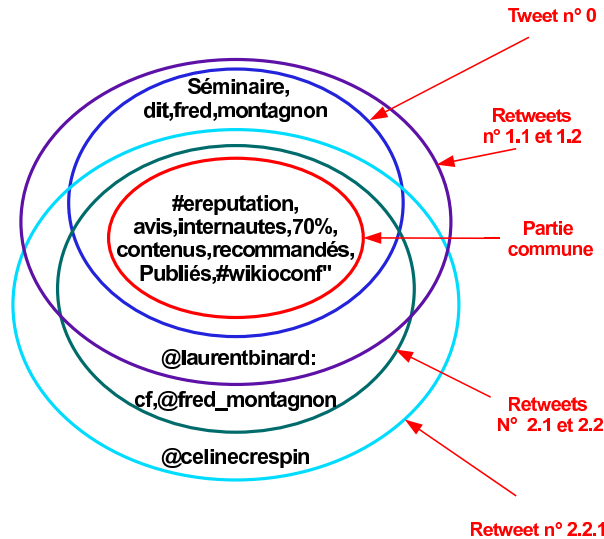 Tweet n° 0
Séminaire,
dit,fred,montagnon
Retweets
n° 1.1 et 1.2
#ereputation,
avis,internautes,70%,
contenus,recommandés,
Publiés,#wikioconf"
Partie
commune
@laurentbinard:
cf,@fred_montagnon
Retweets
N° 2.1 et 2.2
@celinecrespin
Retweet n° 2.2.1